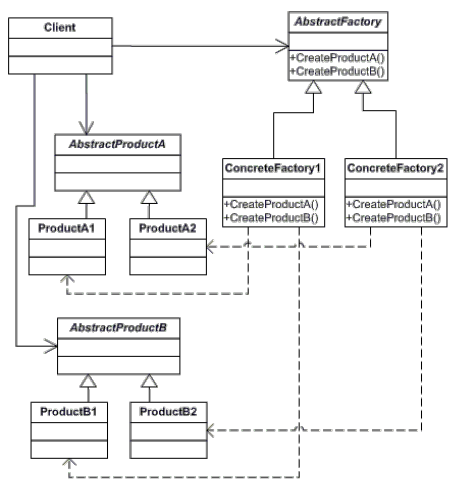 Client
AbstractFactory
+CreateProductA()
+CreateProductB()
AbstractProductA
ConcreteFactory1
ConcreteFactory2
+CreateProductA()
+CreateProductB()
+CreateProductA()
+CreateProductB()
ProductA1
ProductA2
AbstractProductB
ProductB1
ProductB2